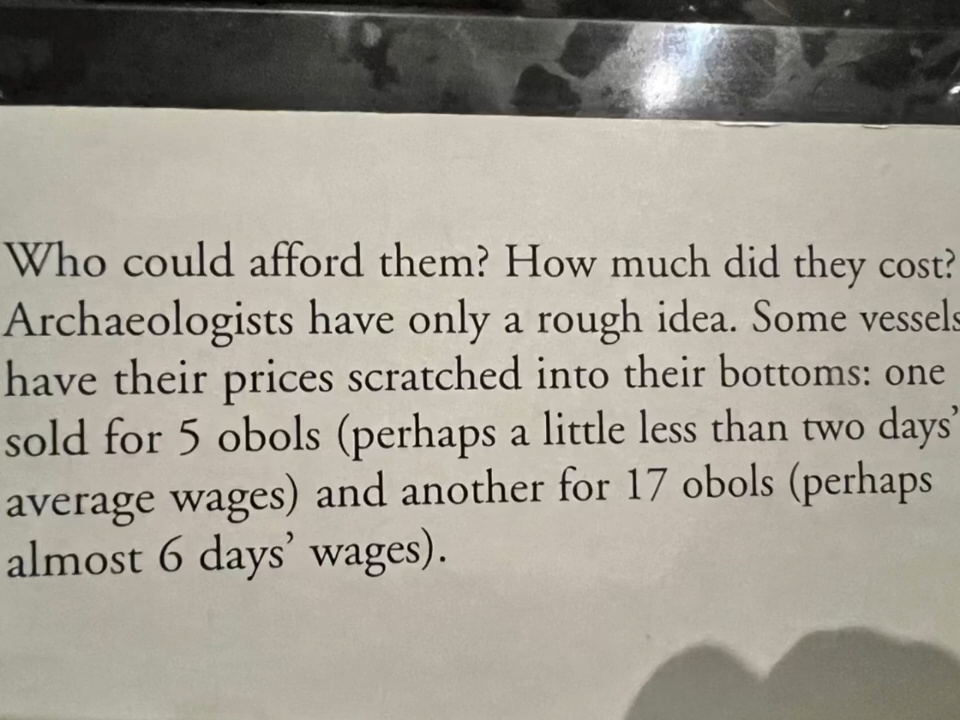 Who could afford them? How much did they cost?
Archaeologists have only a rough idea. Some vessels
have their prices scratched into their bottoms: one
sold for 5 obols (perhaps a little less than two days'
average wages) and another for 17 obols (perhaps
almost 6 days' wages).